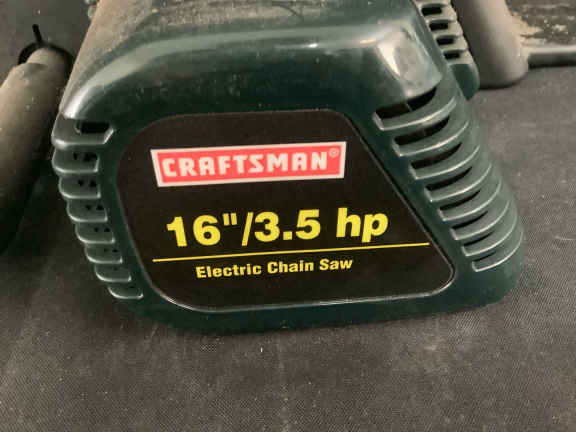 CRAFTSMAN®
16"/3.5 hp
Electric Chain Saw